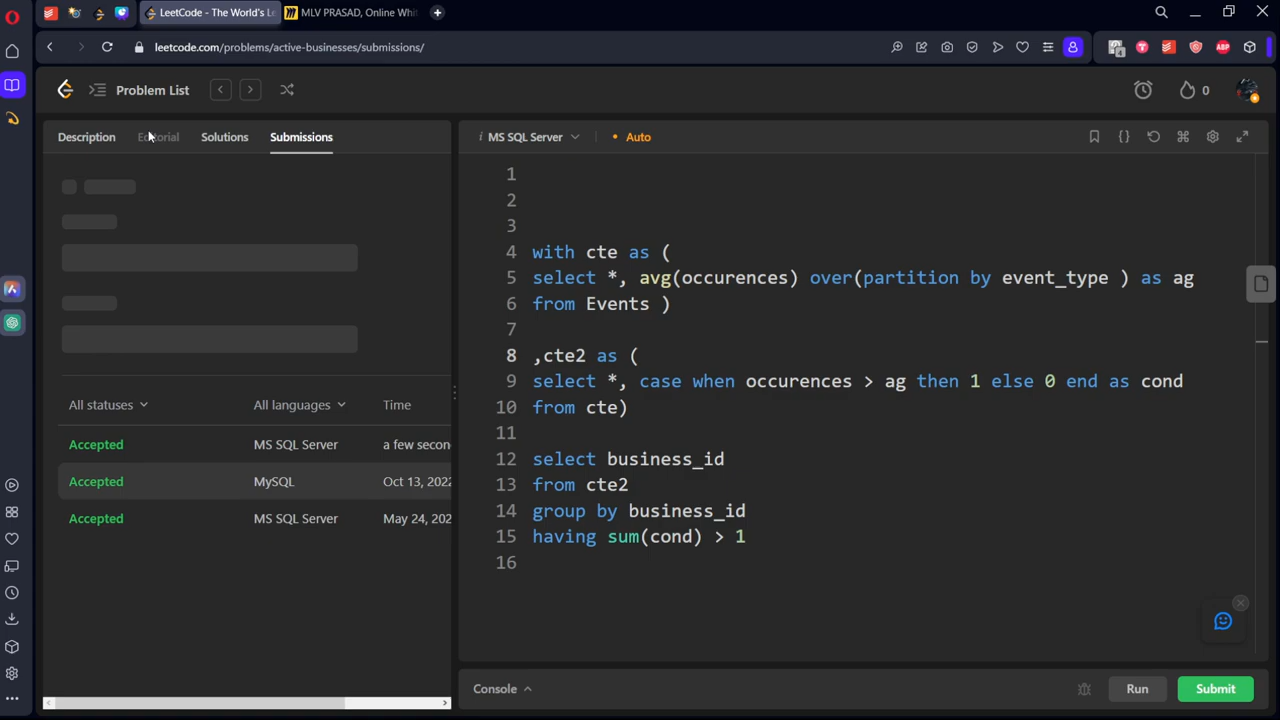 LeetCode - The World's Le
MLV PRASAD, Online Whit
leetcode.com/problems/active-businesses/submissions/
4
ABP
Problem List
0
Description
Editorial
Solutions
Submissions
i MS SQL Server
• Auto
1
2
3
4 with cte as (
5 select *, avg(occurences) over(partition by event_type ) as ag
6 from Events )
7
8 ,cte2 as (
9 select *, case when occurences > ag then 1 else 0 end as cond
10 from cte)
11
12 select business_id
13 from cte2
14 group by business_id
15 having sum(cond) > 1
16
All statuses
All languages
Time
Accepted MS SQL Server a few secon
Accepted MySQL Oct 13, 2022
Accepted MS SQL Server May 24, 202
Console
Run
Submit